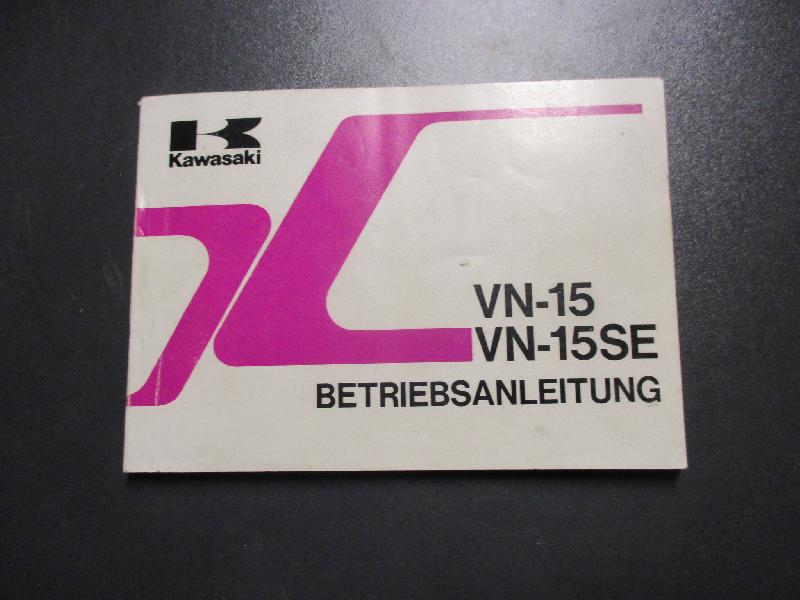 Kawasaki
VN-15
VN-15SE
BETRIEBSANLEITUNG